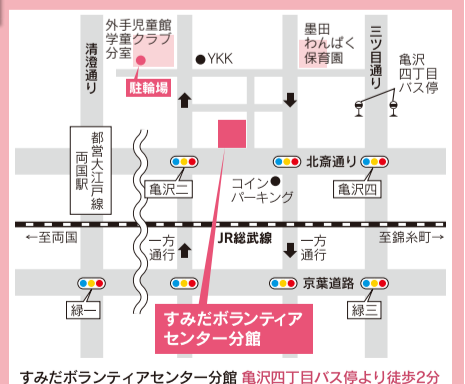 外手児童館
学童クラブ
分室
清澄通り
YKK
墨田
わんぱく
保育園
三ツ目通り
亀沢
四丁目
バス停
駐輪場
都営大江戸線
両国駅
亀沢二
北斎通り
亀沢四
コイン
パーキング
←至両国
一方
通行
JR総武線
一方
通行
至錦糸町→
京葉道路
緑一
緑三
すみだボランティア
センター分館
すみだボランティアセンター分館 亀沢四丁目バス停より徒歩2分